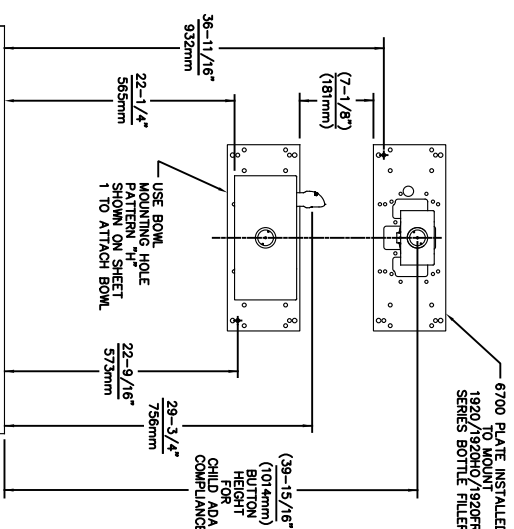 6700 PLATE INSTALLED
TO MOUNT
1920/1920HO/1920FR
SERIES BOTTLE FILLER
36-11/16"
932mm
(7-1/8")
(181mm)
22-1/4"
565mm
USE BOWL
MOUNTING HOLE
PATTERN "H"
SHOWN ON SHEET
1 TO ATTACH BOWL
22-9/16"
573mm
29-3/4"
756mm
(39-15/16")
(1014mm)
BUTTON
HEIGHT
FOR
CHILD ADA
COMPLIANCE